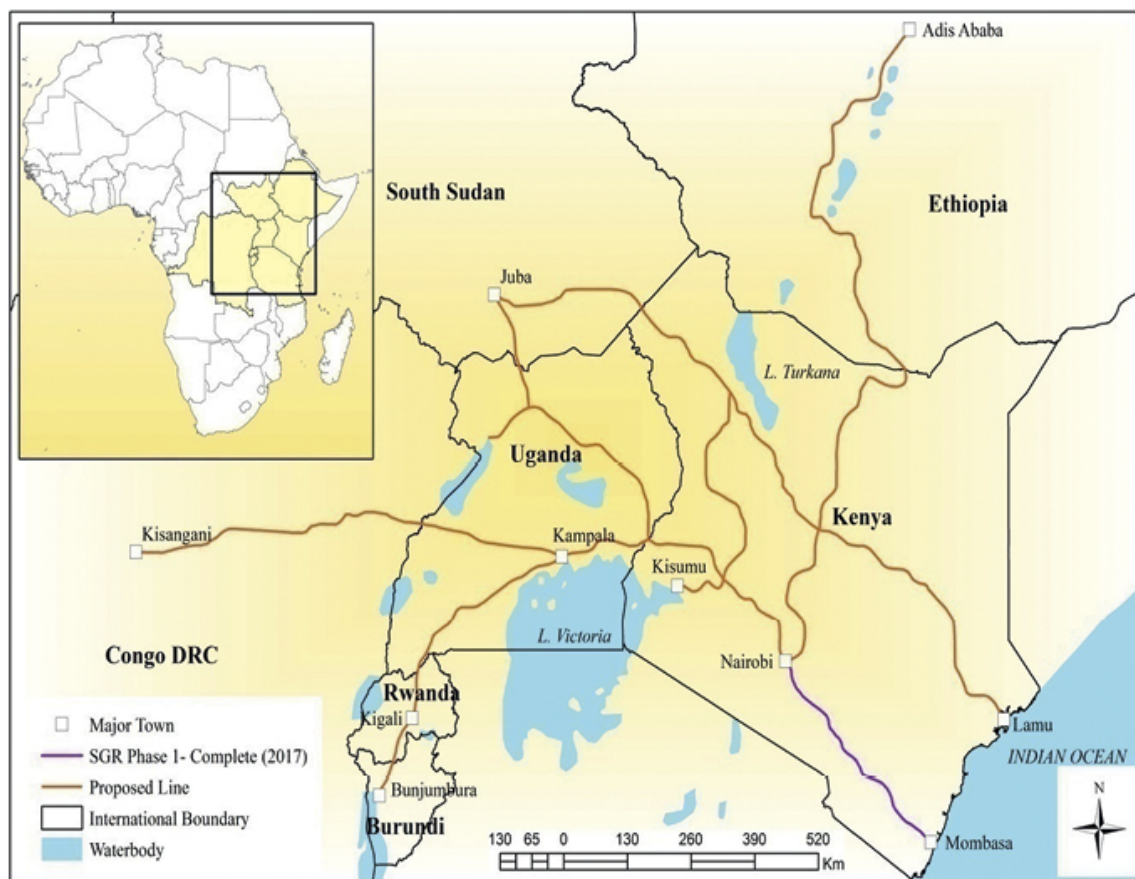 Adis Ababa
South Sudan
Ethiopia
Juba
L. Turkana
Uganda
Kisangani
Kampala
Kenya
Kisumu
L. Victoria
Congo DRC
Nairobi
Rwanda
Kigali
Lamu
INDIAN OCEAN
Bunjumbura
Burundi
Mombasa
Major Town
SGR Phase 1- Complete (2017)
Proposed Line
International Boundary
Waterbody
130 65 0 130 260 390 520
Km
N